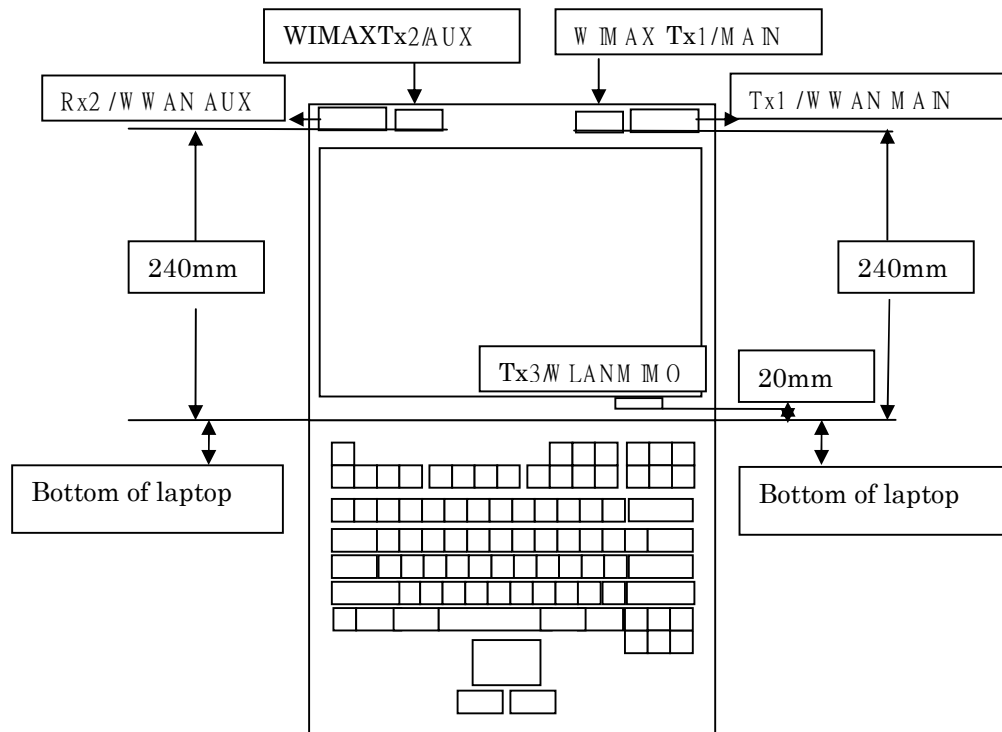 WIMAXTx2/AUX
WIMAX Tx1/MAIN
Rx2 /WWAN AUX
Tx1 /WWAN MAIN
240mm
240mm
Tx3/WLANMIMO
20mm
Bottom of laptop
Bottom of laptop